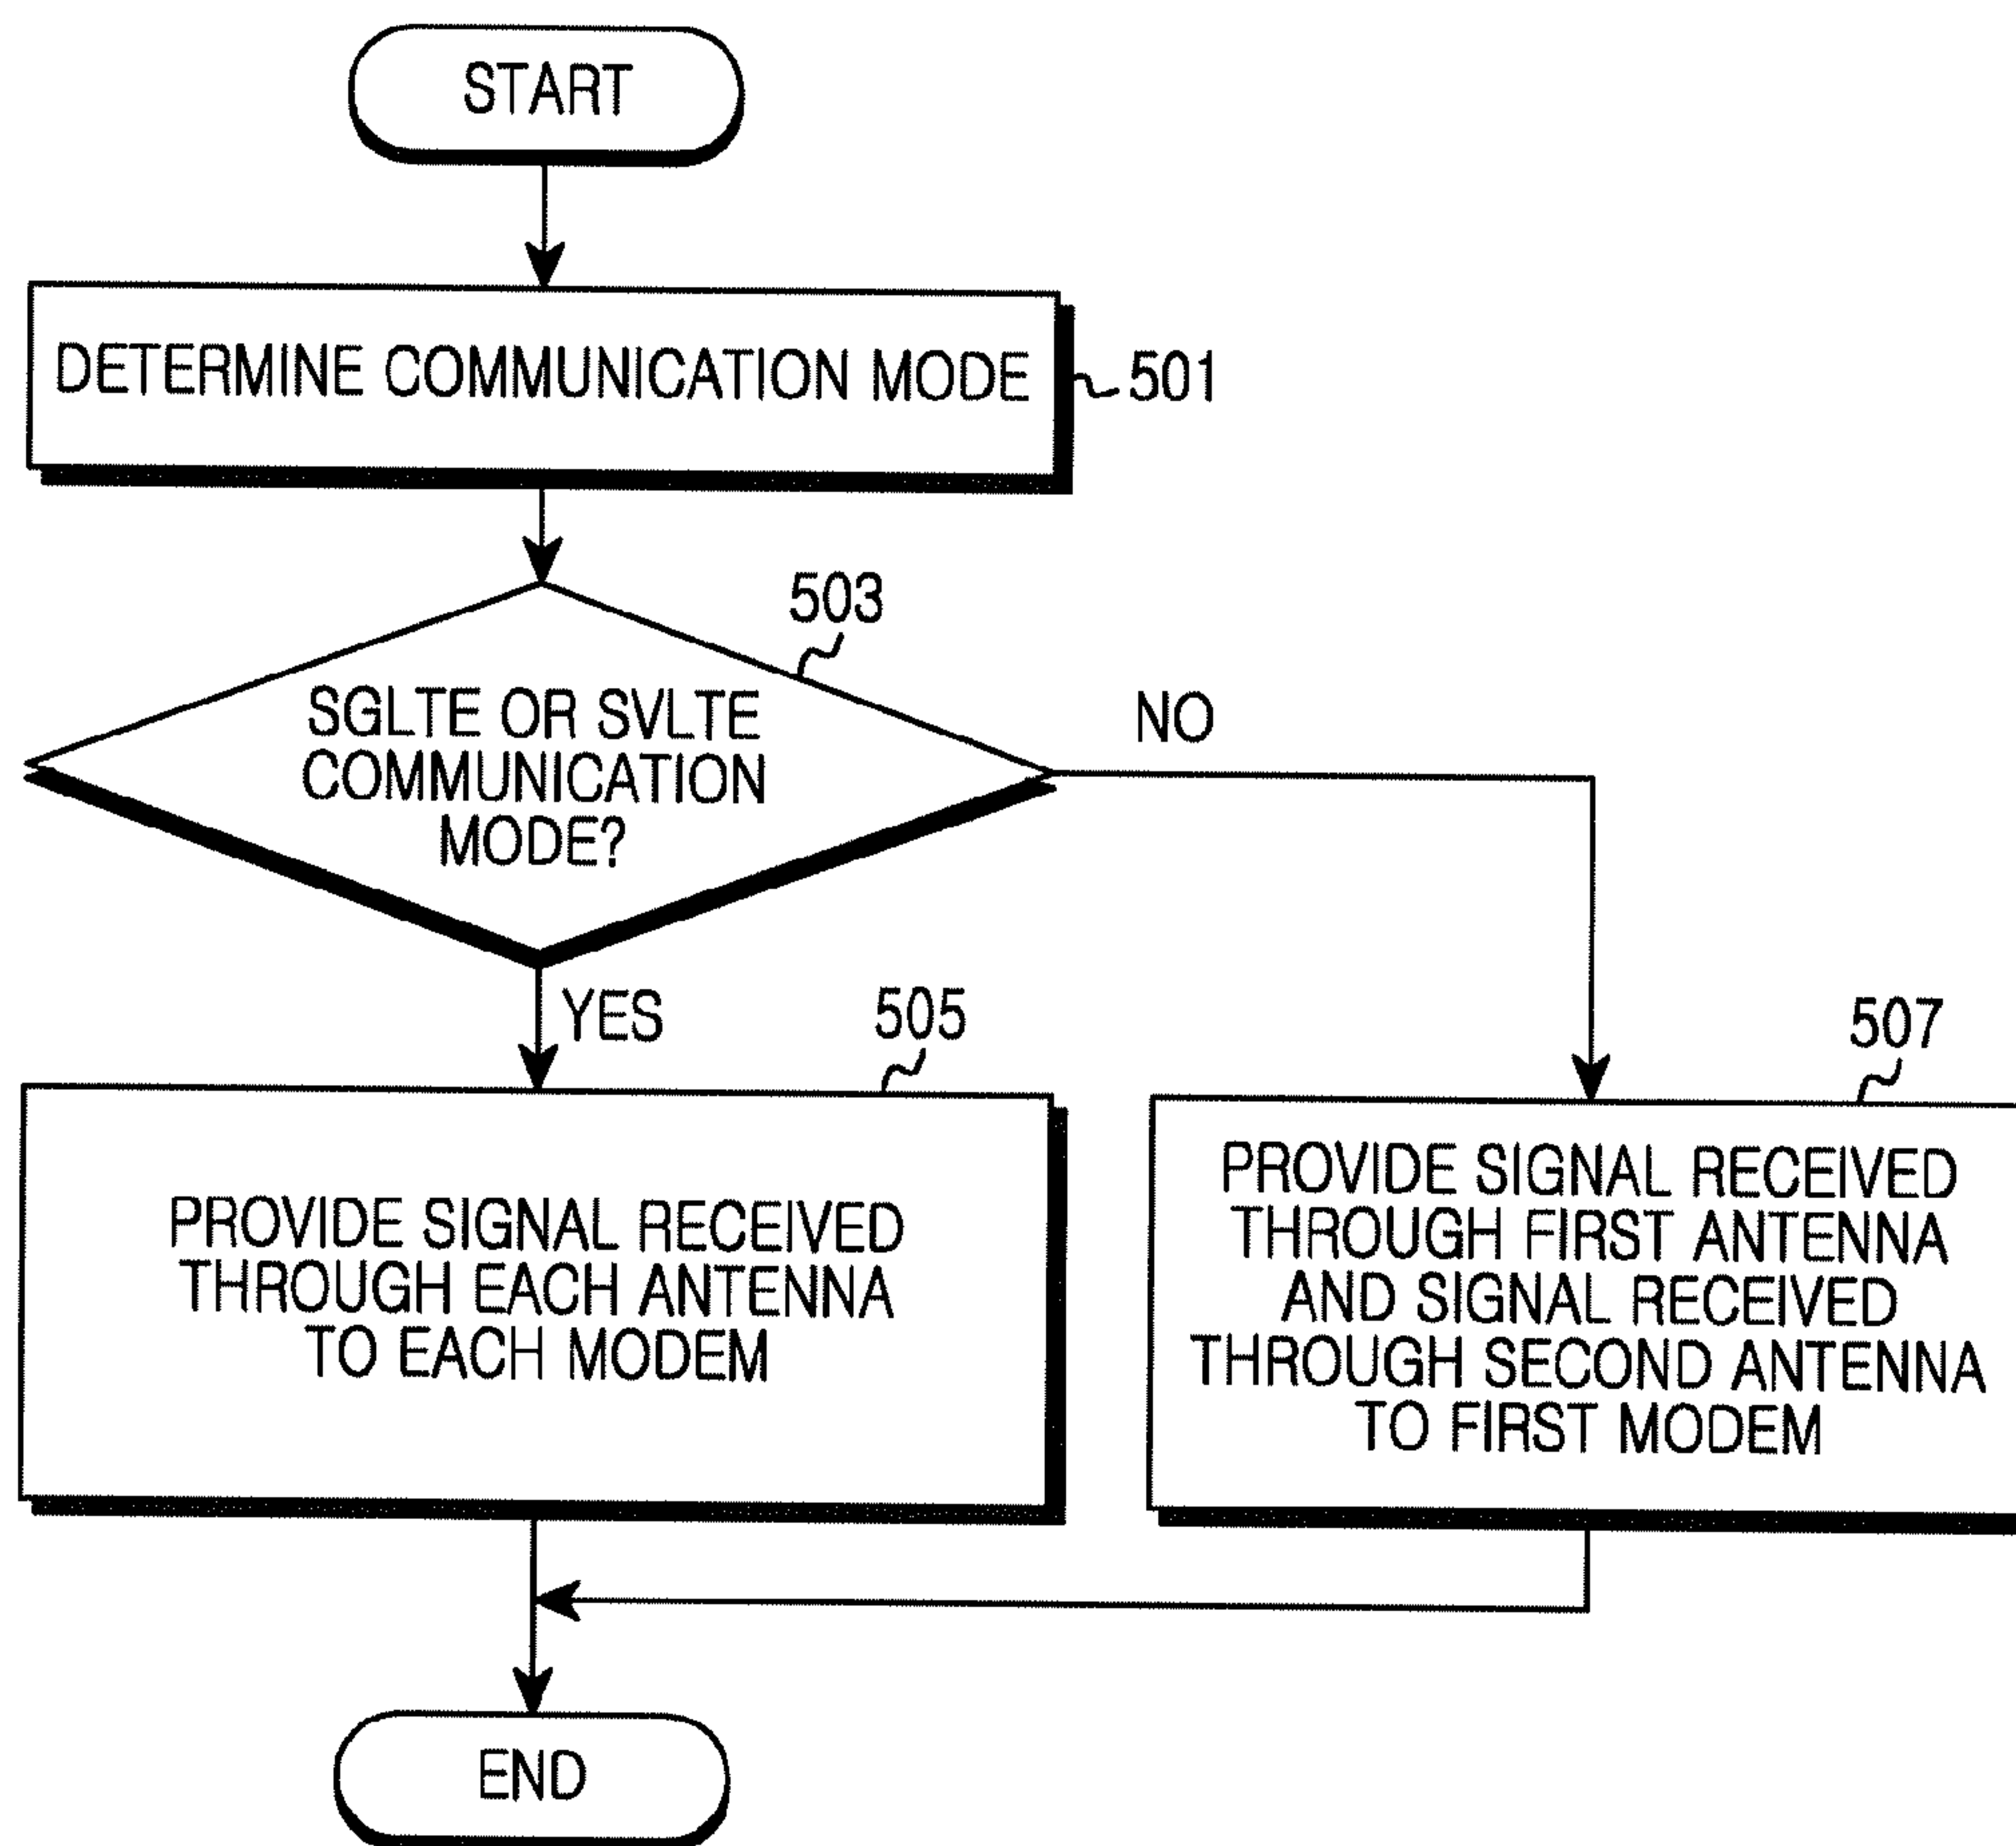 START
DETERMINE COMMUNICATION MODE
501
503
SGLTE OR SVLTE
COMMUNICATION
MODE?
NO
YES
505
PROVIDE SIGNAL RECEIVED
THROUGH EACH ANTENNA
TO EACH MODEM
507
PROVIDE SIGNAL RECEIVED
THROUGH FIRST ANTENNA
AND SIGNAL RECEIVED
THROUGH SECOND ANTENNA
TO FIRST MODEM
END